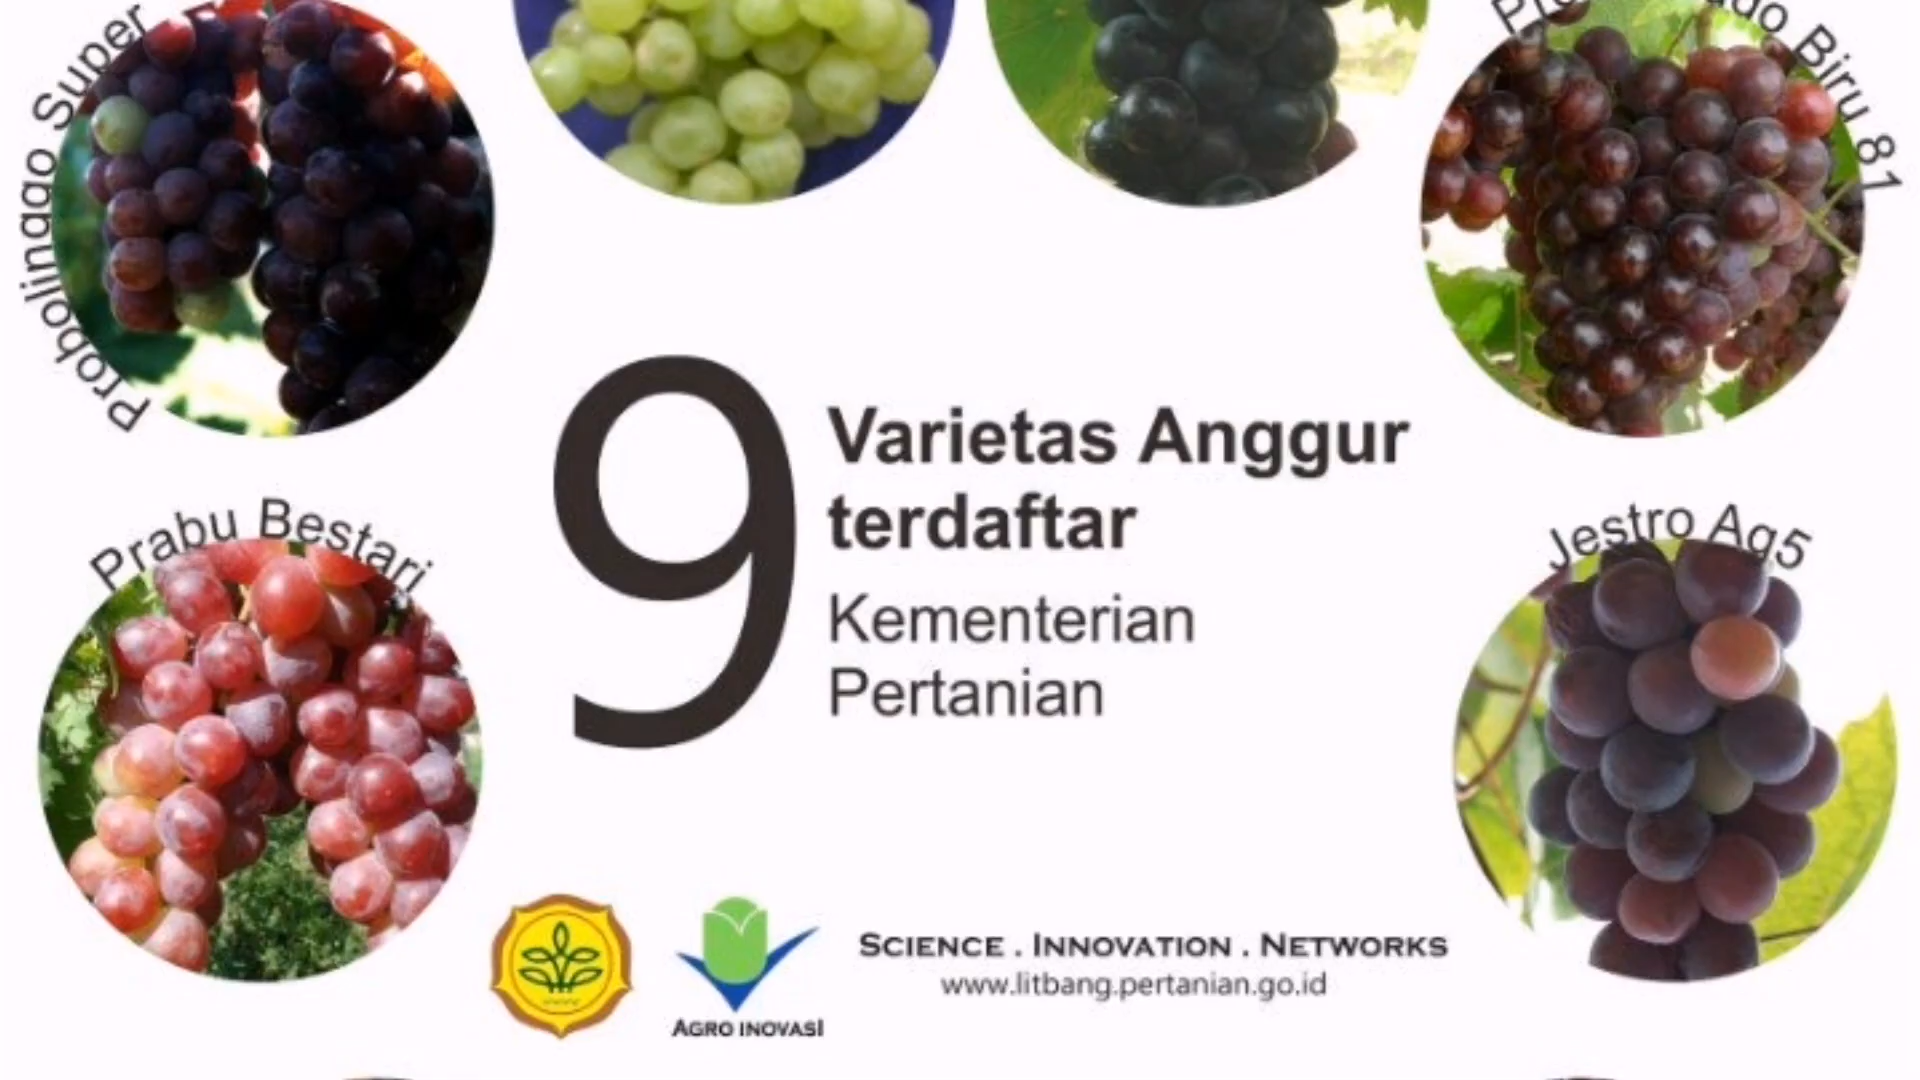 Probolinggo Super
Biru 81
9
Varietas Anggur
terdaftar
Kementerian
Pertanian
Prabu Bestari
Jestro Ag5
SCIENCE . INNOVATION . NETWORKS
www.litbang.pertanian.go.id
AGRO INOVASI